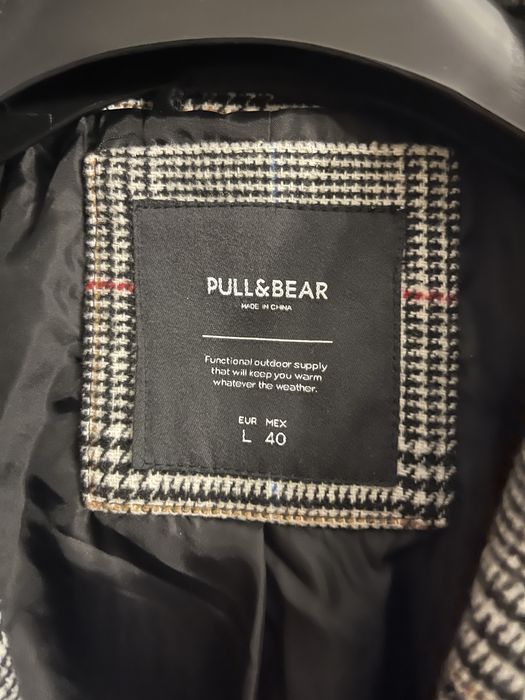 PULL&BEAR
MADE IN CHINA
Functional outdoor supply
that will keep you warm
whatever the weather.
EUR MEX
L 40